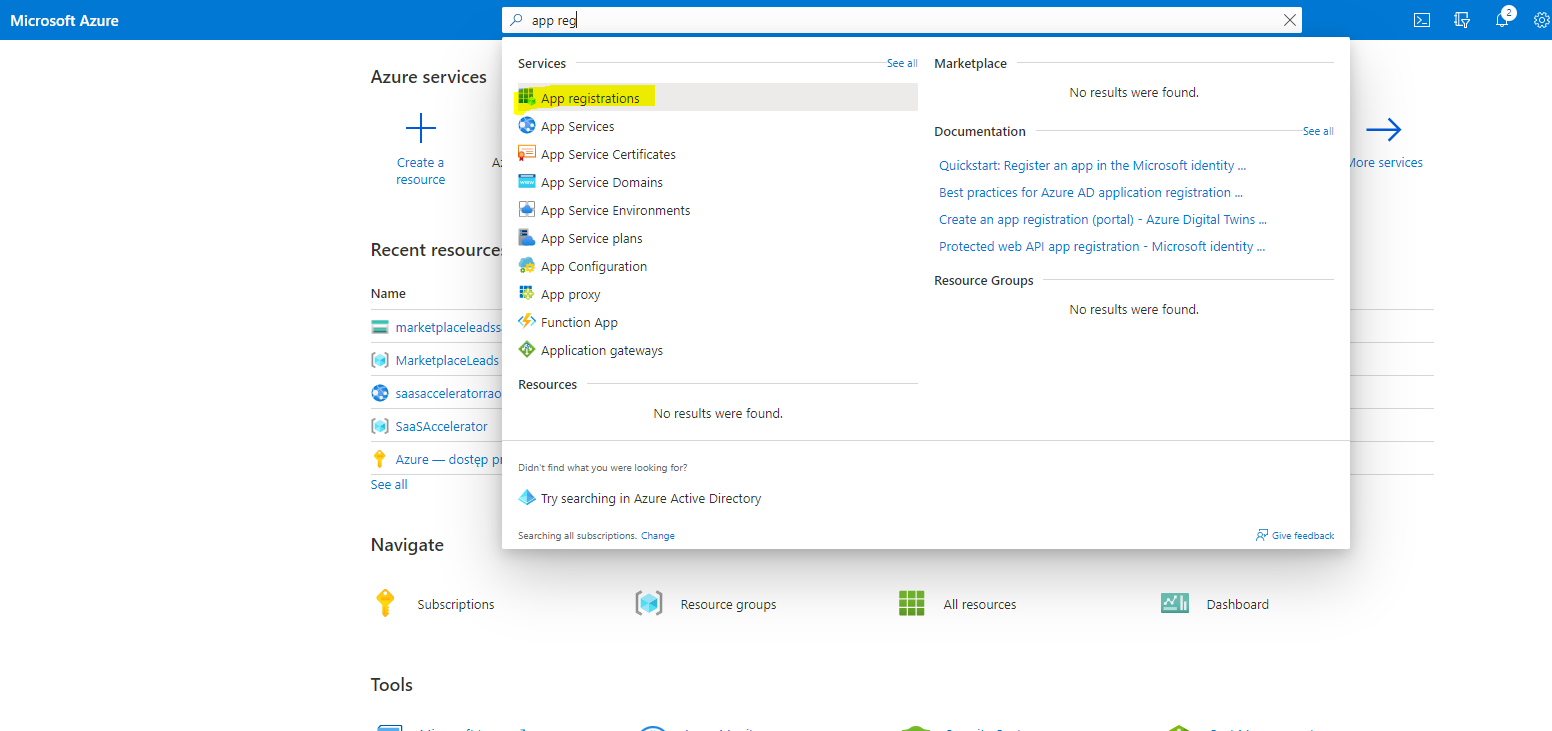 Microsoft Azure
app reg
2
Azure services
Create a
resource
More services
Services
See all
App registrations
App Services
App Service Certificates
App Service Domains
App Service Environments
App Service plans
App Configuration
App proxy
Function App
Application gateways
Resources
No results were found.
Marketplace
No results were found.
Documentation
See all
Quickstart: Register an app in the Microsoft identity ...
Best practices for Azure AD application registration ...
Create an app registration (portal) - Azure Digital Twins ...
Protected web API app registration - Microsoft identity ...
Resource Groups
No results were found.
Didn't find what you were looking for?
Try searching in Azure Active Directory
Searching all subscriptions. Change
Give feedback
Recent resources
Name
marketplaceleadss
MarketplaceLeads
saasacceleratorrao
SaaSAccelerator
Azure — dostęp pr
See all
Navigate
Subscriptions
Resource groups
All resources
Dashboard
Tools